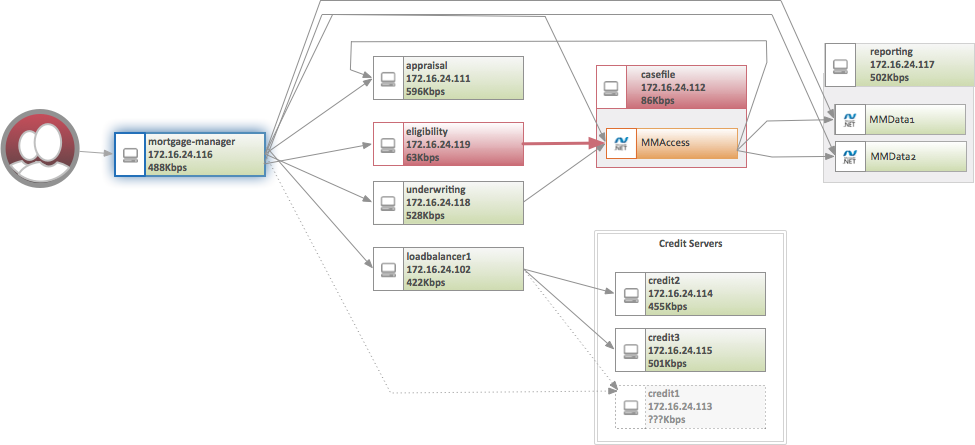 mortgage-manager
172.16.24.116
488Kbps
appraisal
172.16.24.111
596Kbps
eligibility
172.16.24.119
63Kbps
underwriting
172.16.24.118
528Kbps
loadbalancer1
172.16.24.102
422Kbps
casefile
172.16.24.112
86Kbps
.NET
MMAccess
reporting
172.16.24.117
502Kbps
.NET
MMData1
.NET
MMData2
Credit Servers
credit2
172.16.24.114
455Kbps
credit3
172.16.24.115
501Kbps
credit1
172.16.24.113
???Kbps